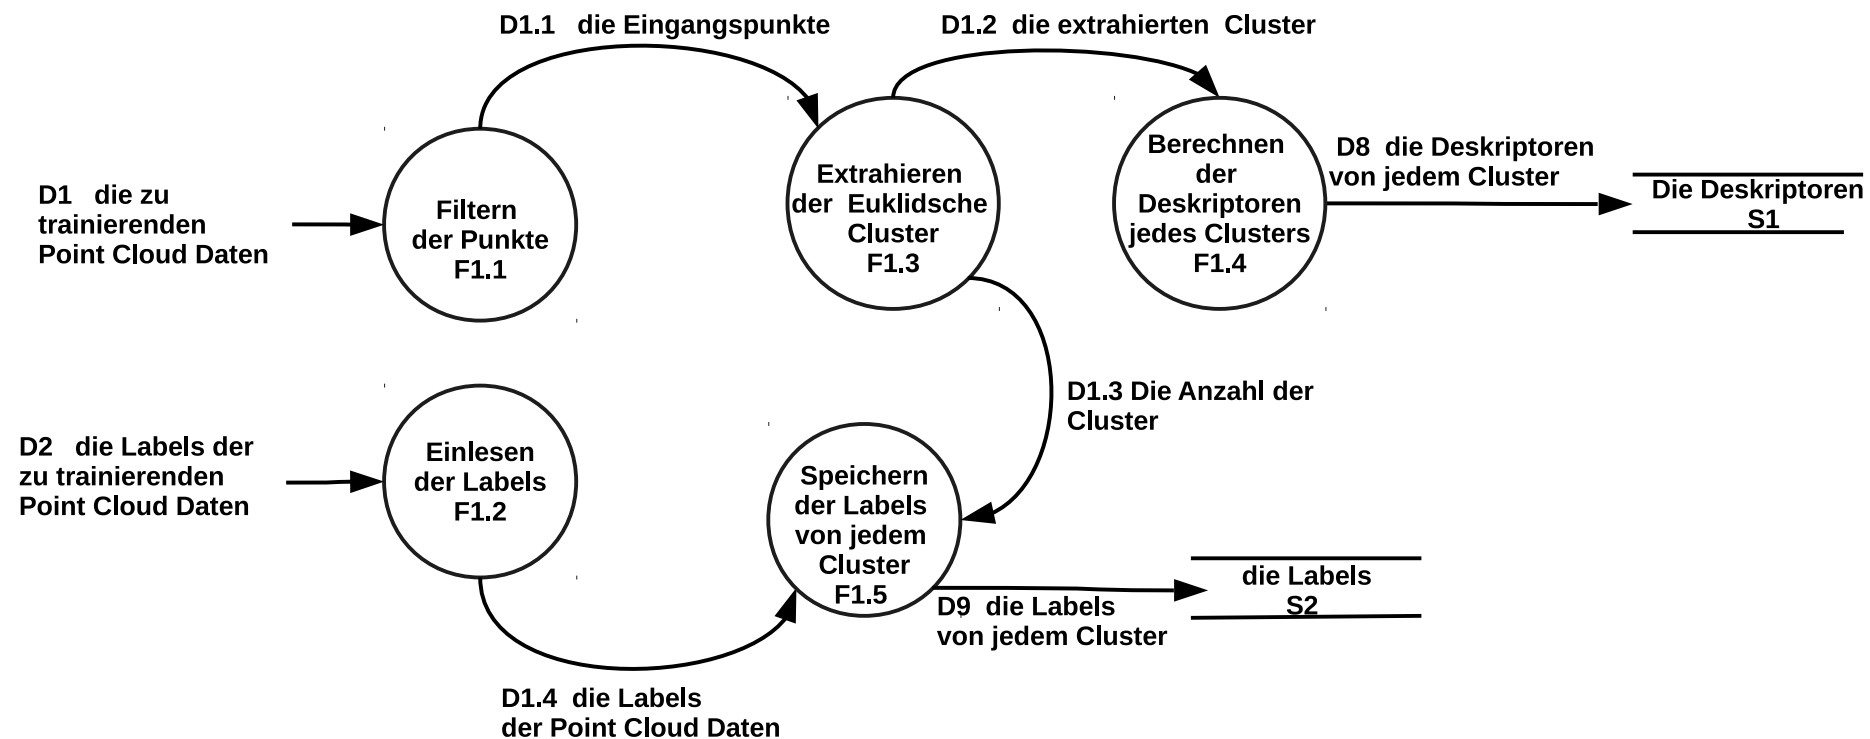 D1.1 die Eingangspunkte
D1.2 die extrahierten Cluster
D1 die zu
trainierenden
Point Cloud Daten
Filtern
der Punkte
F1.1
Extrahieren
der Euklidsche
Cluster
F1.3
Berechnen
der
Deskriptoren
jedes Clusters
F1.4
D8 die Deskriptoren
von jedem Cluster
Die Deskriptoren
S1
D1.3 Die Anzahl der
Cluster
D2 die Labels der
zu trainierenden
Point Cloud Daten
Einlesen
der Labels
F1.2
Speichern
der Labels
von jedem
Cluster
F1.5
die Labels
S2
D9 die Labels
von jedem Cluster
D1.4 die Labels
der Point Cloud Daten